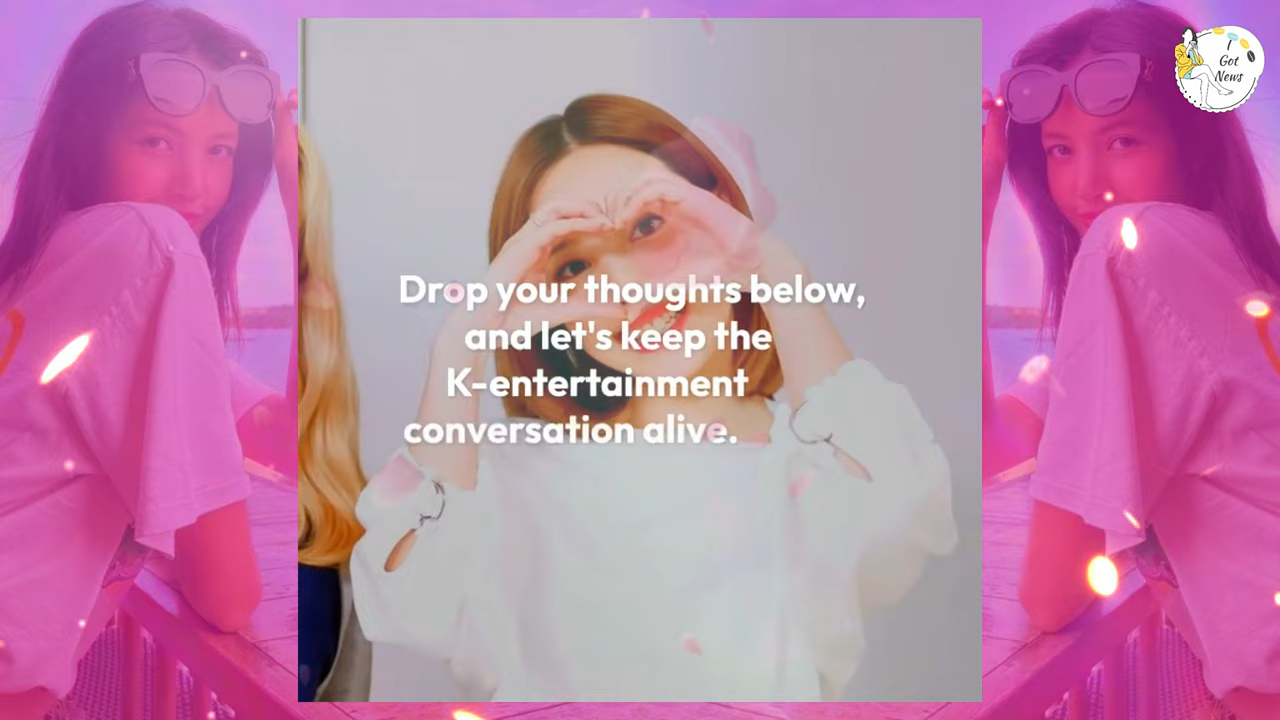 I
Got
News
Drop your thoughts below,
and let's keep the
K-entertainment
conversation alive.